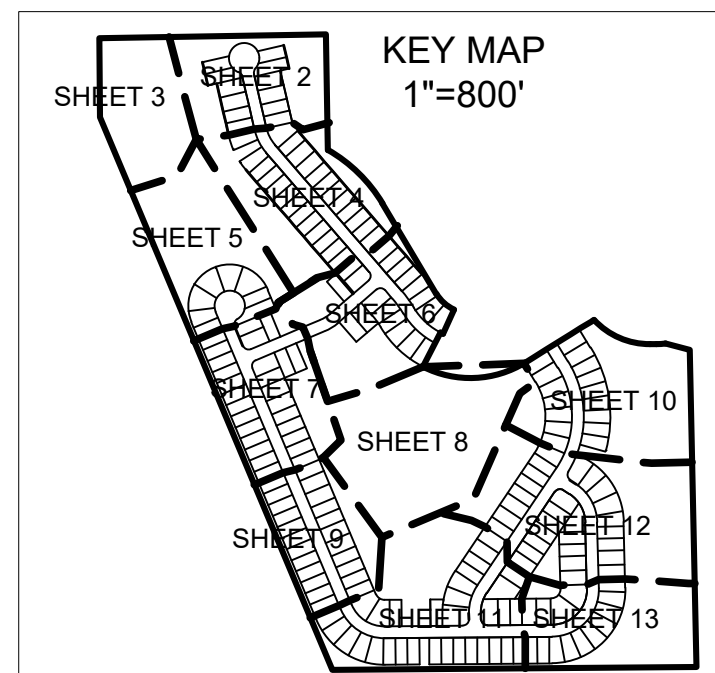 KEY MAP
1"=800'
SHEET 2
SHEET 3
SHEET 4
SHEET 5
SHEET 6
SHEET 7
SHEET 10
SHEET 8
SHEET 12
SHEET 9
SHEET 11
SHEET 13